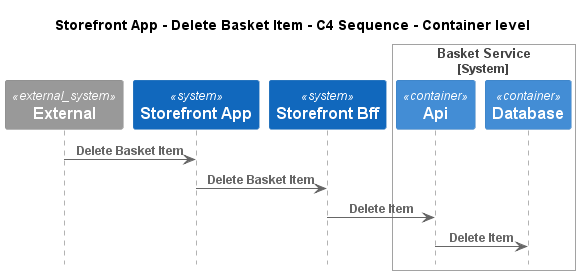 Storefront App - Delete Basket Item - C4 Sequence - Container level
Basket Service
[System]
«external_system»
External
«system»
Storefront App
«system»
Storefront Bff
«container»
Api
«container»
Database
Delete Basket Item
Delete Basket Item
Delete Item
Delete Item